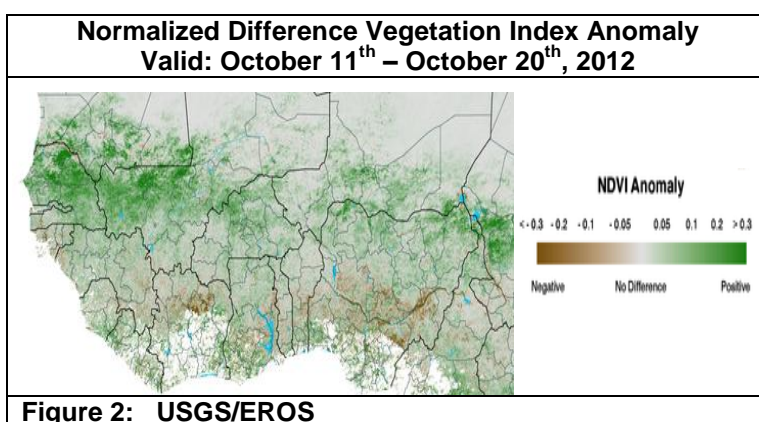 Normalized Difference Vegetation Index Anomaly
Valid: October 11th – October 20th, 2012
NDVI Anomaly
<-0.3 -0.2 -0.1 -0.05 0.05 0.1 0.2 >0.3
Negative No Difference Positive
Figure 2: USGS/EROS